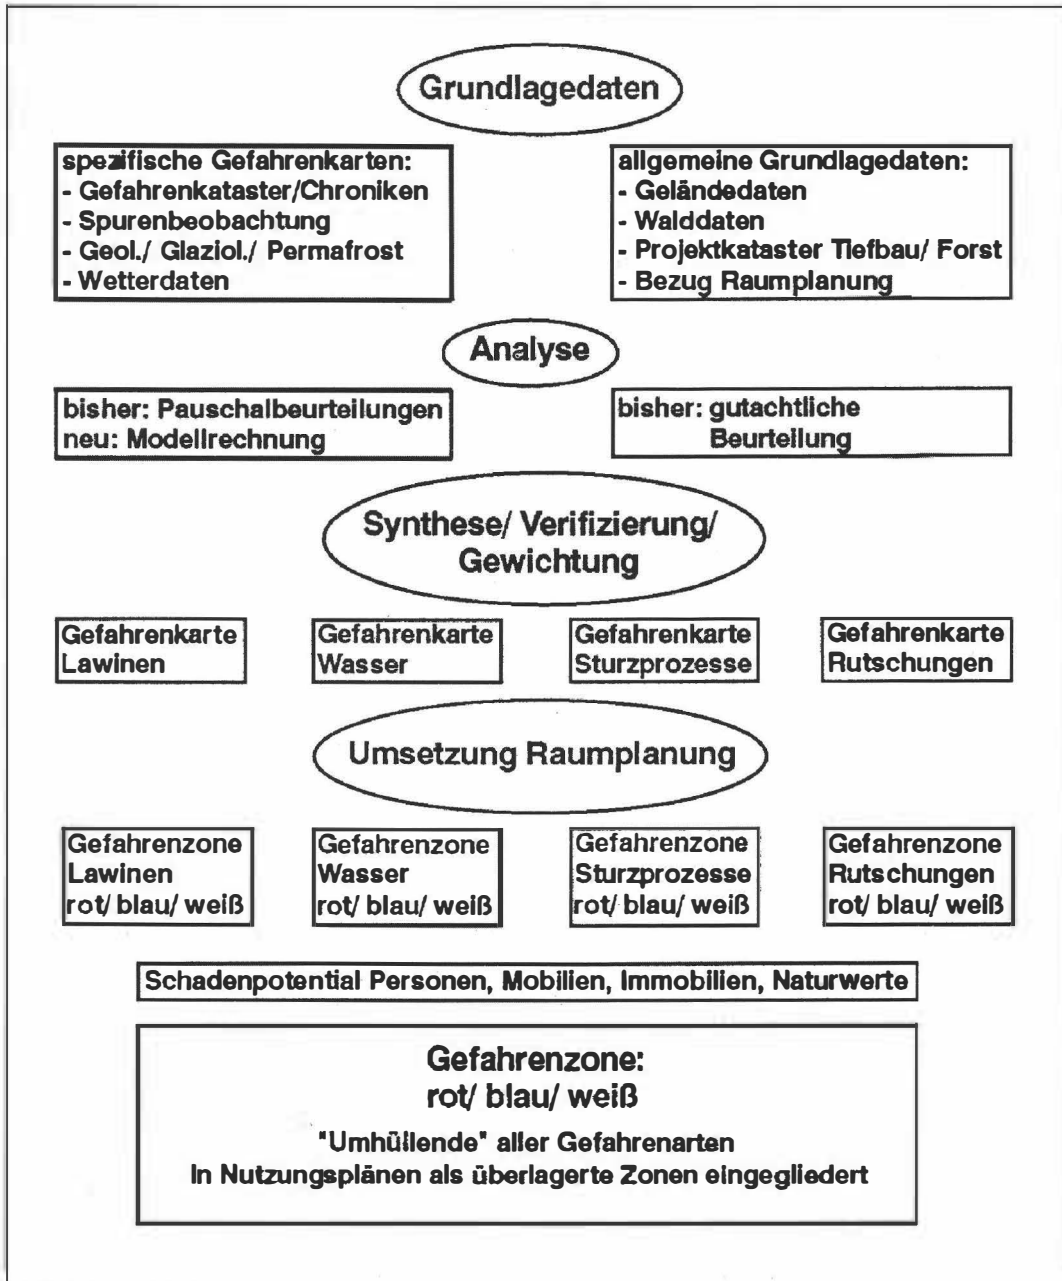 Grundlagedaten
spezifische Gefahrenkarten:
- Gefahrenkataster/Chroniken
- Spurenbeobachtung
- Geol./ Glaziol./ Permafrost
- Wetterdaten
allgemeine Grundlagedaten:
- Geländedaten
- Walddaten
- Projektkataster Tiefbau/ Forst
- Bezug Raumplanung
Analyse
bisher: Pauschalbeurteilungen
neu: Modellrechnung
bisher: gutachtliche
Beurteilung
Synthese/ Verifizierung/
Gewichtung
Gefahrenkarte
Lawinen
Gefahrenkarte
Wasser
Gefahrenkarte
Sturzprozesse
Gefahrenkarte
Rutschungen
Umsetzung Raumplanung
Gefahrenzone
Lawinen
rot/ blau/ weiß
Gefahrenzone
Wasser
rot/ blau/ weiß
Gefahrenzone
Sturzprozesse
rot/ blau/ weiß
Gefahrenzone
Rutschungen
rot/ blau/ weiß
Schadenpotential Personen, Mobilien, Immobilien, Naturwerte
Gefahrenzone:
rot/ blau/ weiß
"Umhüllende" aller Gefahrenarten
In Nutzungsplänen als überlagerte Zonen eingegliedert